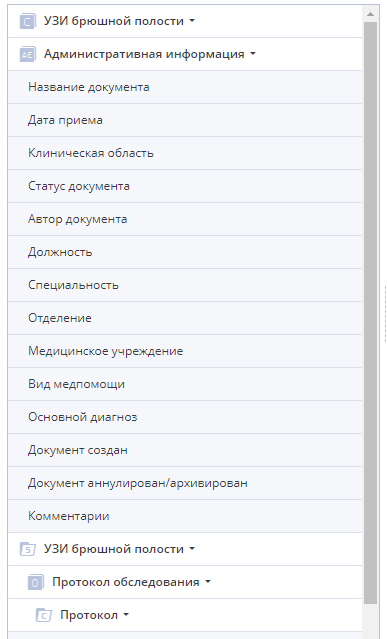 C УЗИ брюшной полости
AE Административная информация
Название документа
Дата приема
Клиническая область
Статус документа
Автор документа
Должность
Специальность
Отделение
Медицинское учреждение
Вид медпомощи
Основной диагноз
Документ создан
Документ аннулирован/архивирован
Комментарии
S УЗИ брюшной полости
O Протокол обследования
C Протокол